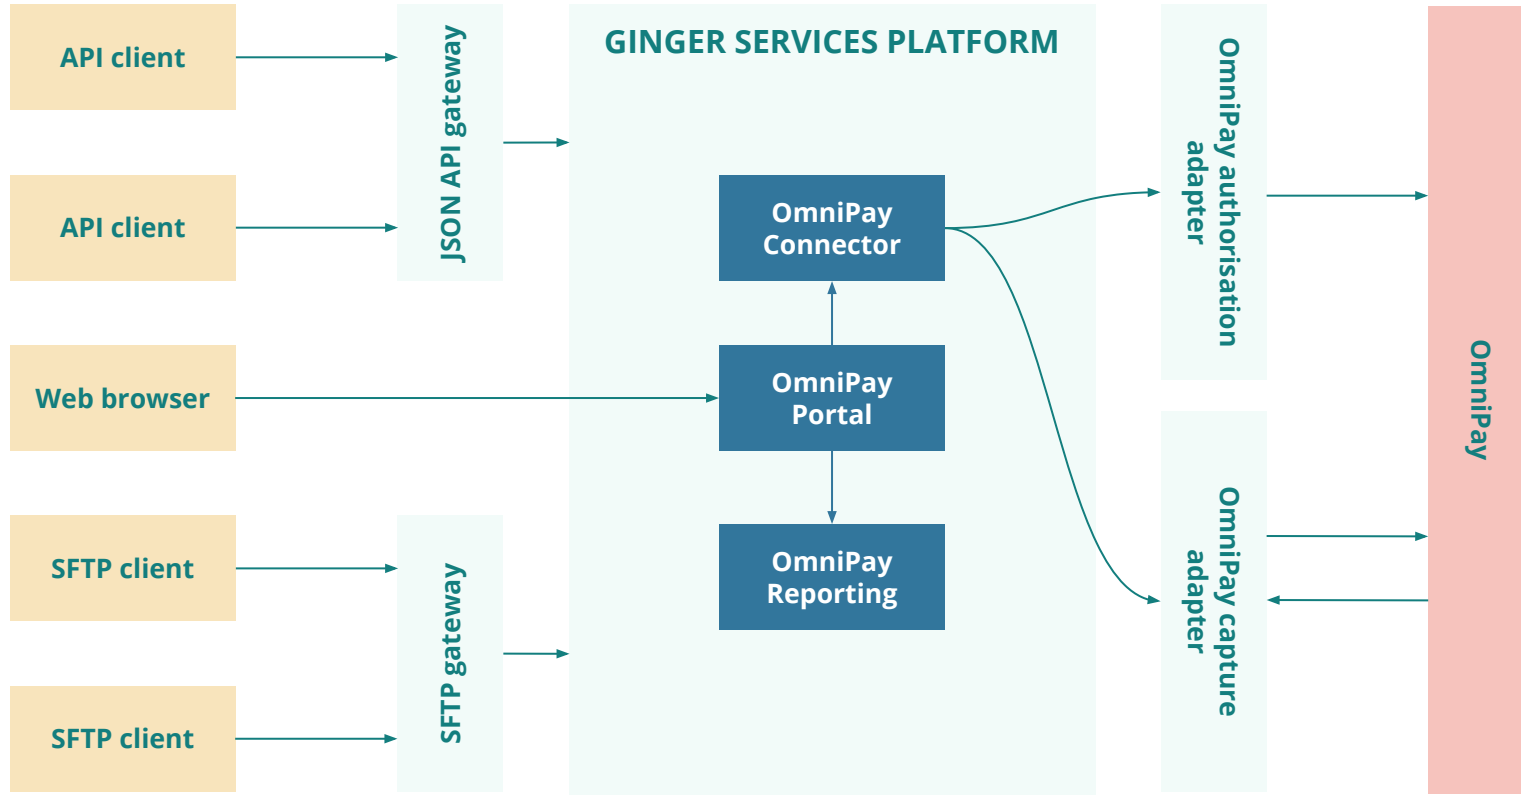 API client
API client
Web browser
SFTP client
SFTP client
JSON API gateway
SFTP gateway
GINGER SERVICES PLATFORM
OmniPay
Connector
OmniPay
Portal
OmniPay
Reporting
OmniPay authorisation
adapter
OmniPay capture
adapter
OmniPay